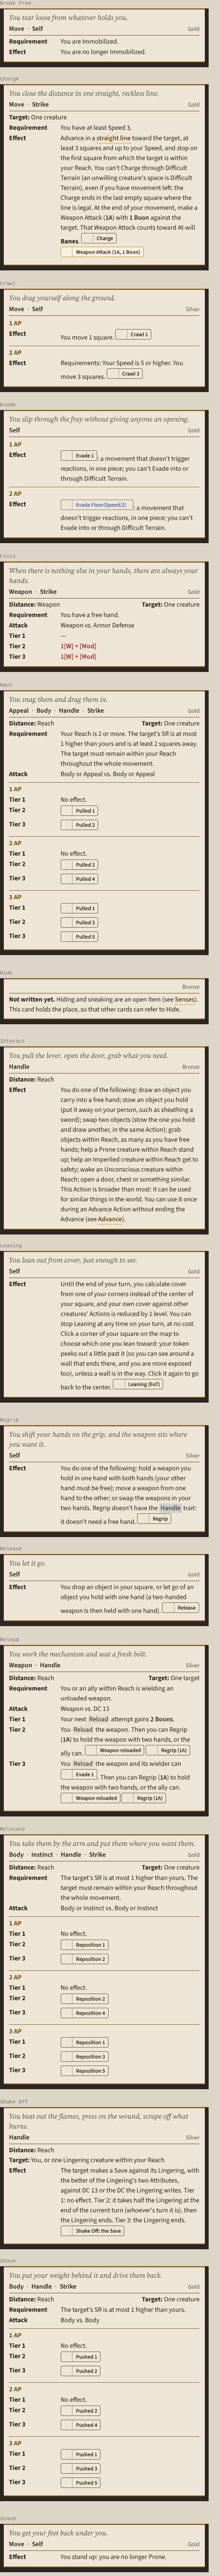 Break Free
You tear loose from whatever holds you.
Move · Self Gold
Requirement You are Immobilized.
Effect You are no longer Immobilized.
Charge
You close the distance in one straight, reckless line.
Move · Strike Gold
Target: One creature
Requirement You have at least Speed 3.
Effect Advance in a straight line toward the target, at
least 3 squares and up to your Speed, and stop on
the first square from which the target is within
your Reach. You can't Charge through Difficult
Terrain (an unwilling creature's space is Difficult
Terrain), even if you have movement left: the
Charge ends in the last empty square where the
line is legal. At the end of your movement, make a
Weapon Attack (1A) with 1 Boon against the
target. That Weapon Attack counts toward At-will
Banes. Charge
Weapon Attack (1A, 1 Boon)
Crawl
You drag yourself along the ground.
Move · Self Silver
1 AP
Effect You move 1 square. Crawl 1
2 AP
Effect Requirements: Your Speed is 5 or higher. You
move 3 squares. Crawl 3
Evade
You slip through the fray without giving anyone an opening.
Self Gold
1 AP
Effect Evade 1 : a movement that doesn't trigger
reactions, in one piece; you can't Evade into or
through Difficult Terrain.
2 AP
Effect Evade Floor(Speed/2) : a movement that
doesn't trigger reactions, in one piece; you can't
Evade into or through Difficult Terrain.
Fists
When there is nothing else in your hands, there are always your
hands.
Weapon · Strike Gold
Distance: Weapon Target: One creature
Requirement You have a free hand.
Attack Weapon vs. Armor Defense
Tier 1 —
Tier 2 1[W] + [Mod]
Tier 3 1[W] + [Mod]
Haul
You snag them and drag them in.
Appeal · Body · Handle · Strike Gold
Distance: Reach Target: One creature
Requirement Your Reach is 2 or more. The target's SR is at most
1 higher than yours and is at least 2 squares away.
The target must remain within your Reach
throughout the whole movement.
Attack Body or Appeal vs. Body or Appeal
1 AP
Tier 1 No effect.
Tier 2 Pulled 1
Tier 3 Pulled 2
2 AP
Tier 1 No effect.
Tier 2 Pulled 2
Tier 3 Pulled 4
3 AP
Tier 1 Pulled 1
Tier 2 Pulled 3
Tier 3 Pulled 5
Hide
Bronze
Not written yet. Hiding and sneaking are an open item (see Senses).
This card holds the place, so that other cards can refer to Hide.
Interact
You pull the lever, open the door, grab what you need.
Handle Bronze
Distance: Reach
Effect You do one of the following: draw an object you
carry into a free hand; stow an object you hold
(put it away on your person, such as sheathing a
sword); swap two objects (stow the one you hold
and draw another, in the same Action); grab
objects within Reach, as many as you have free
hands; help a Prone creature within Reach stand
up; help an Imperiled creature within Reach get to
safety; wake an Unconscious creature within
Reach; open a door, chest or something similar.
This Action is broader than most: it can be used
for similar things in the world. You can use it once
during an Advance Action without ending the
Advance (see Advance).
Leaning
You lean out from cover, just enough to see.
Self Gold
Effect Until the end of your turn, you calculate cover
from one of your corners instead of the center of
your square, and your own cover against other
creatures' Actions is reduced by 1 level. You can
stop Leaning at any time on your turn, at no cost.
Click a corner of your square on the map to
choose which one you lean toward: your token
peeks out a little past it (so you can see around a
wall that ends there, and you are more exposed
too), unless a wall is in the way. Click it again to go
back to the center. Leaning (EoT)
Regrip
You shift your hands on the grip, and the weapon sits where
you want it.
Self Silver
Effect You do one of the following: hold a weapon you
hold in one hand with both hands (your other
hand must be free); move a weapon from one
hand to the other; or swap the weapons in your
two hands. Regrip doesn't have the Handle trait:
it doesn't need a free hand. Regrip
Release
You let it go.
Self Gold
Effect You drop an object in your square, or let go of an
object you hold with one hand (a two-handed
weapon is then held with one hand). Release
Reload
You work the mechanism and seat a fresh bolt.
Weapon · Handle Silver
Distance: Reach Target: One target
Requirement You or an ally within Reach is wielding an
unloaded weapon.
Attack Weapon vs. DC 13
Tier 1 Your next Reload attempt gains 2 Boons.
Tier 2 You Reload the weapon. Then you can Regrip
(1A) to hold the weapon with two hands, or the
ally can. Weapon reloaded Regrip (1A)
Tier 3 You Reload the weapon and its wielder can
Evade 1 . Then you can Regrip (1A) to hold
the weapon with two hands, or the ally can.
Weapon reloaded Regrip (1A)
Relocate
You take them by the arm and put them where you want them.
Body · Instinct · Handle · Strike Gold
Distance: Reach Target: One creature
Requirement The target's SR is at most 1 higher than yours. The
target must remain within your Reach throughout
the whole movement.
Attack Body or Instinct vs. Body or Instinct
1 AP
Tier 1 No effect.
Tier 2 Reposition 1
Tier 3 Reposition 2
2 AP
Tier 1 No effect.
Tier 2 Reposition 2
Tier 3 Reposition 4
3 AP
Tier 1 Reposition 1
Tier 2 Reposition 3
Tier 3 Reposition 5
Shake Off
You beat out the flames, press on the wound, scrape off what
burns.
Handle Silver
Distance: Reach
Target: You, or one Lingering creature within your Reach
Effect The target makes a Save against its Lingering, with
the better of the Lingering's two Attributes,
against DC 13 or the DC the Lingering writes. Tier
1: no effect. Tier 2: it takes half the Lingering at the
end of the current turn (whoever's turn it is), then
the Lingering ends. Tier 3: the Lingering ends.
Shake Off: the Save
Shove
You put your weight behind it and drive them back.
Body · Handle · Strike Gold
Distance: Reach Target: One creature
Requirement The target's SR is at most 1 higher than yours.
Attack Body vs. Body
1 AP
Tier 1 No effect.
Tier 2 Pushed 1
Tier 3 Pushed 2
2 AP
Tier 1 No effect.
Tier 2 Pushed 2
Tier 3 Pushed 4
3 AP
Tier 1 Pushed 1
Tier 2 Pushed 3
Tier 3 Pushed 5
Stand
You get your feet back under you.
Move · Self Gold
Effect You stand up: you are no longer Prone.